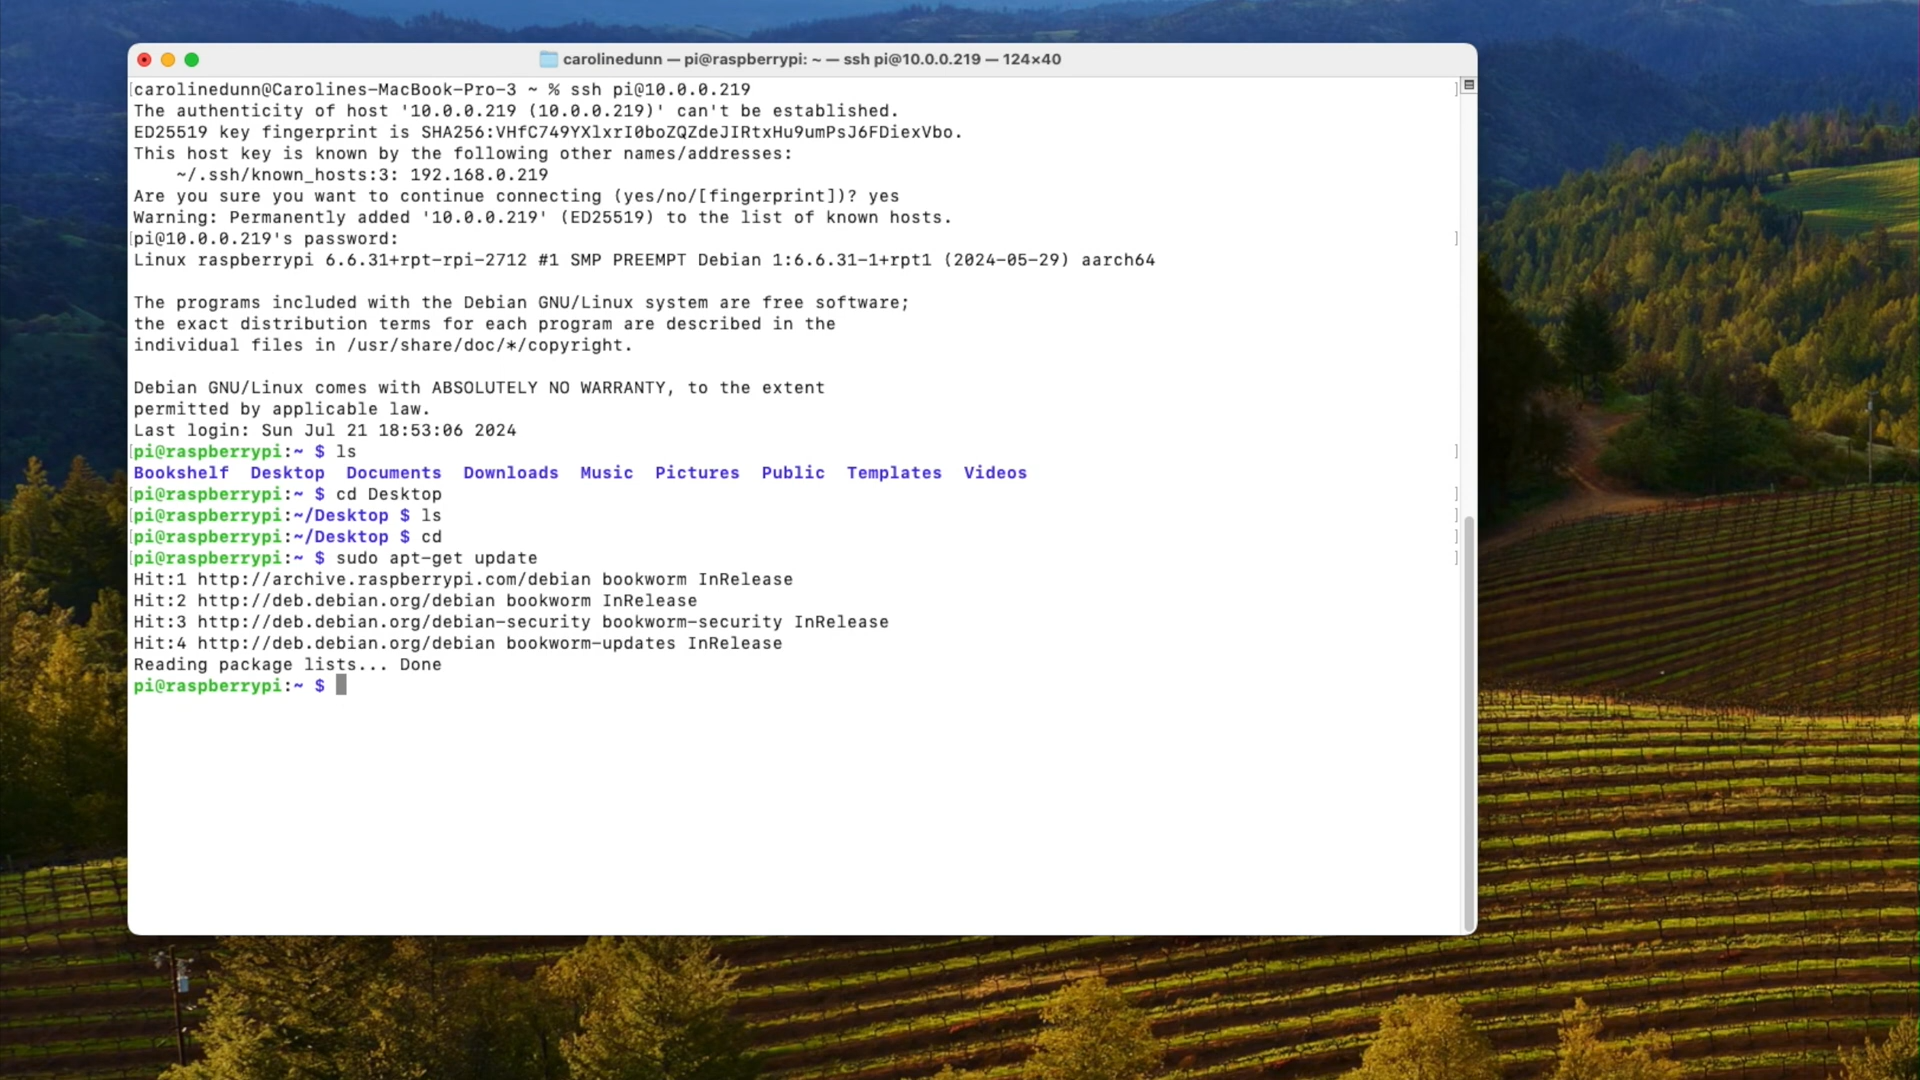 carolinedunn — pi@raspberrypi: ~ — ssh pi@10.0.0.219 — 124×40
[carolinedunn@Carolines-MacBook-Pro-3 ~ % ssh pi@10.0.0.219 ]
The authenticity of host '10.0.0.219 (10.0.0.219)' can't be established.
ED25519 key fingerprint is SHA256:VHfC749YXlxrI0boZQZdeJIRtxHu9umPsJ6FDiexVbo.
This host key is known by the following other names/addresses:
    ~/.ssh/known_hosts:3: 192.168.0.219
Are you sure you want to continue connecting (yes/no/[fingerprint])? yes
Warning: Permanently added '10.0.0.219' (ED25519) to the list of known hosts.
[pi@10.0.0.219's password: ]
Linux raspberrypi 6.6.31+rpt-rpi-2712 #1 SMP PREEMPT Debian 1:6.6.31-1+rpt1 (2024-05-29) aarch64

The programs included with the Debian GNU/Linux system are free software;
the exact distribution terms for each program are described in the
individual files in /usr/share/doc/*/copyright.

Debian GNU/Linux comes with ABSOLUTELY NO WARRANTY, to the extent
permitted by applicable law.
Last login: Sun Jul 21 18:53:06 2024
[pi@raspberrypi:~ $ ls ]
Bookshelf  Desktop  Documents  Downloads  Music  Pictures  Public  Templates  Videos
[pi@raspberrypi:~ $ cd Desktop ]
[pi@raspberrypi:~/Desktop $ ls ]
[pi@raspberrypi:~/Desktop $ cd ]
[pi@raspberrypi:~ $ sudo apt-get update ]
Hit:1 http://archive.raspberrypi.com/debian bookworm InRelease
Hit:2 http://deb.debian.org/debian bookworm InRelease
Hit:3 http://deb.debian.org/debian-security bookworm-security InRelease
Hit:4 http://deb.debian.org/debian bookworm-updates InRelease
Reading package lists... Done
pi@raspberrypi:~ $